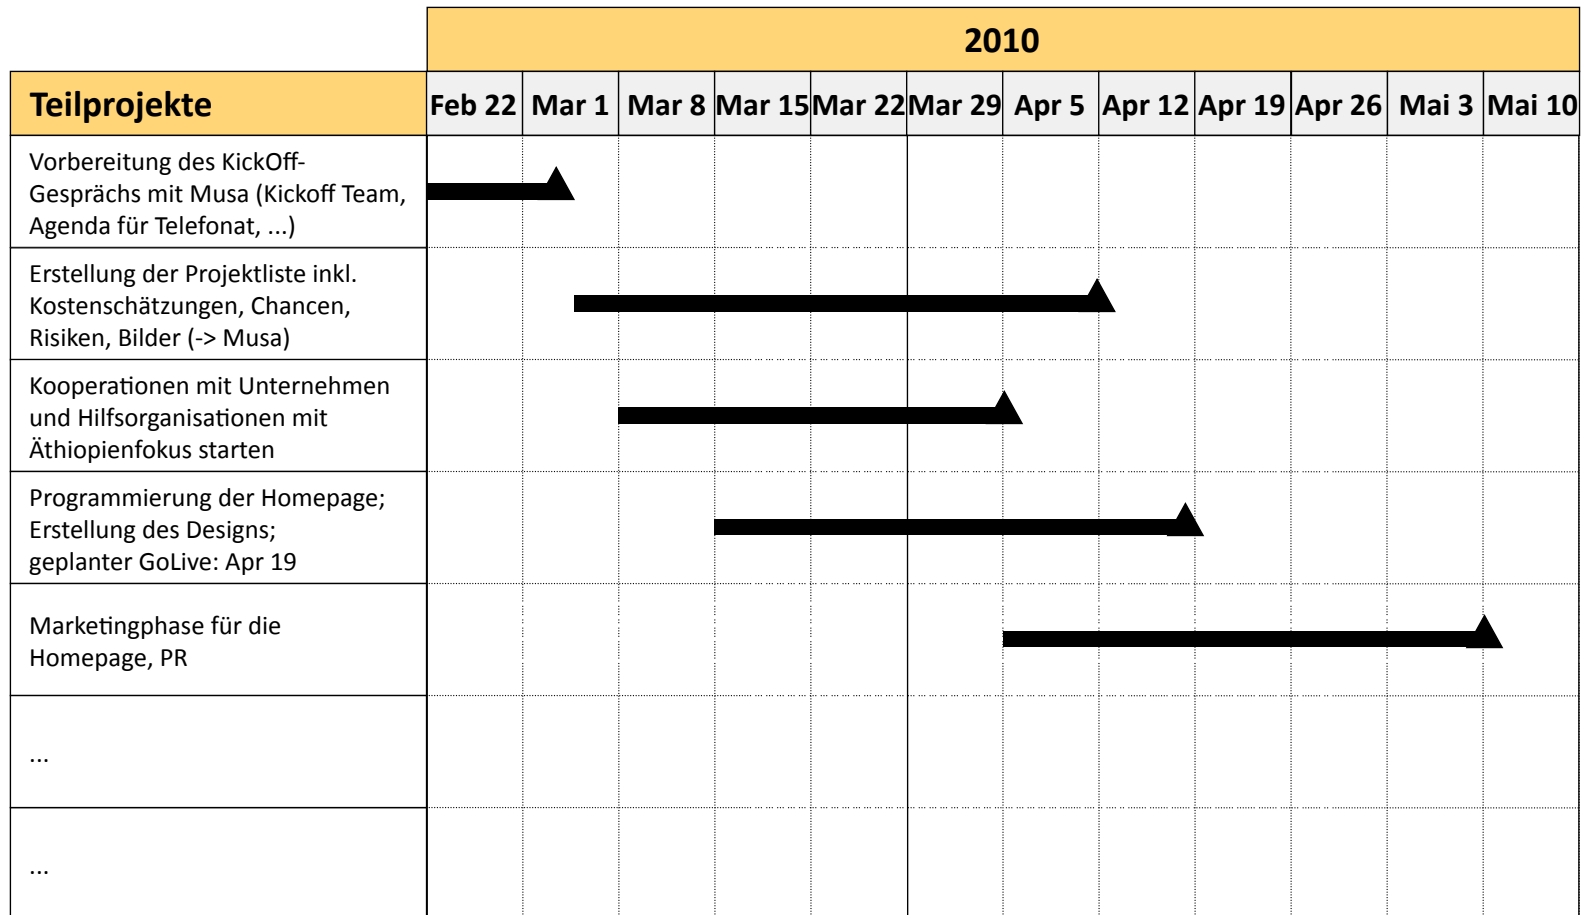 2010
Teilprojekte Feb 22 Mar 1 Mar 8 Mar 15 Mar 22 Mar 29 Apr 5 Apr 12 Apr 19 Apr 26 Mai 3 Mai 10
Vorbereitung des KickOff-
Gesprächs mit Musa (Kickoff Team,
Agenda für Telefonat, ...)
Erstellung der Projektliste inkl.
Kostenschätzungen, Chancen,
Risiken, Bilder (-> Musa)
Kooperationen mit Unternehmen
und Hilfsorganisationen mit
Äthiopienfokus starten
Programmierung der Homepage;
Erstellung des Designs;
geplanter GoLive: Apr 19
Marketingphase für die
Homepage, PR
...
...